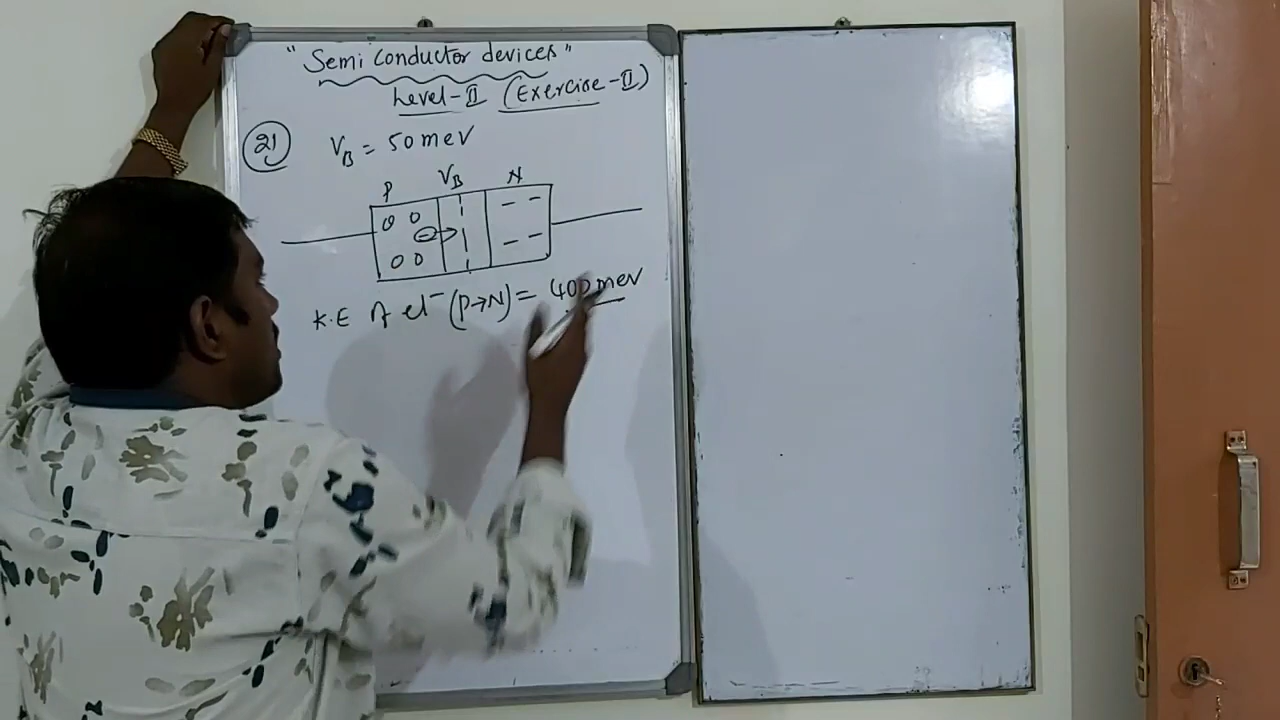 "Semi conductor devices"
Level-II (Exercise-II)
21 V_B = 50 meV
P V_B N
K.E of el⁻ (P→N) = 400 mev